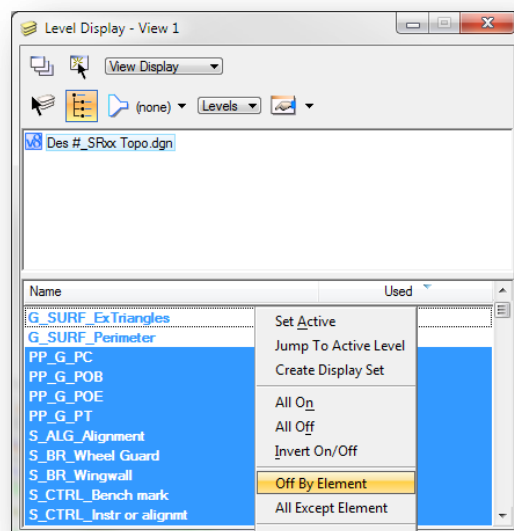 Level Display - View 1
View Display
(none)
Levels
Des #_SRxx Topo.dgn
Name Used
G_SURF_ExTriangles
G_SURF_Perimeter
PP_G_PC
PP_G_POB
PP_G_POE
PP_G_PT
S_ALG_Alignment
S_BR_Wheel Guard
S_BR_Wingwall
S_CTRL_Bench mark
S_CTRL_Instr or alignmt
Set Active
Jump To Active Level
Create Display Set
All On
All Off
Invert On/Off
Off By Element
All Except Element